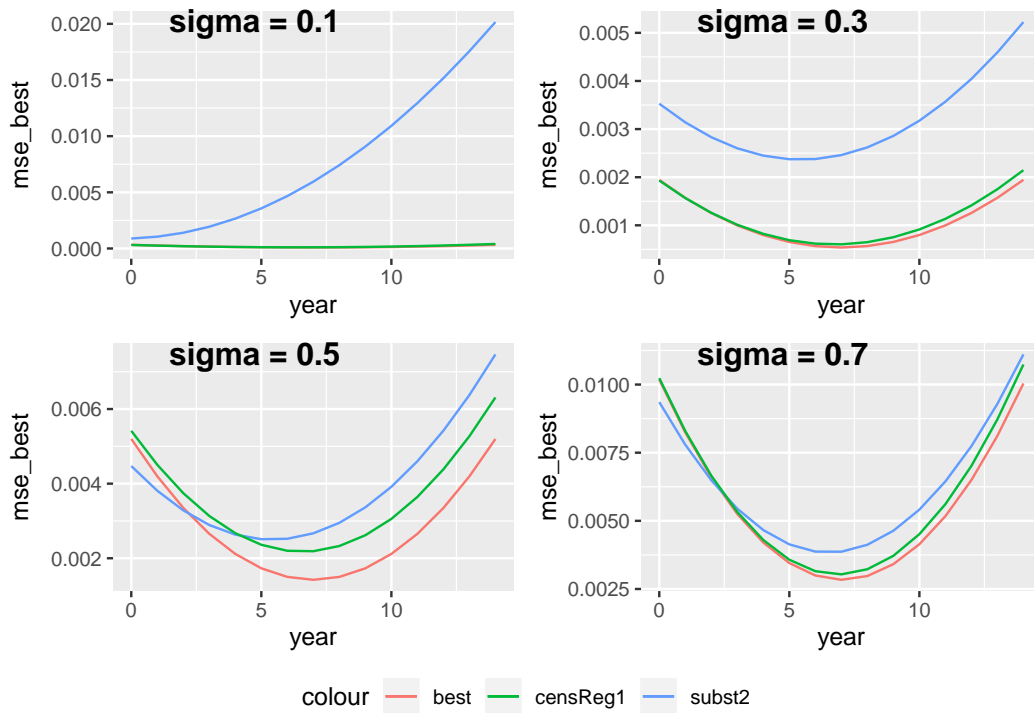 sigma = 0.1
0.020
0.015
0.010
0.005
0.000
mse_best
0 5 10
year
sigma = 0.3
0.005
0.004
0.003
0.002
0.001
mse_best
0 5 10
year
sigma = 0.5
0.006
0.004
0.002
mse_best
0 5 10
year
sigma = 0.7
0.0100
0.0075
0.0050
0.0025
mse_best
0 5 10
year
colour best censReg1 subst2